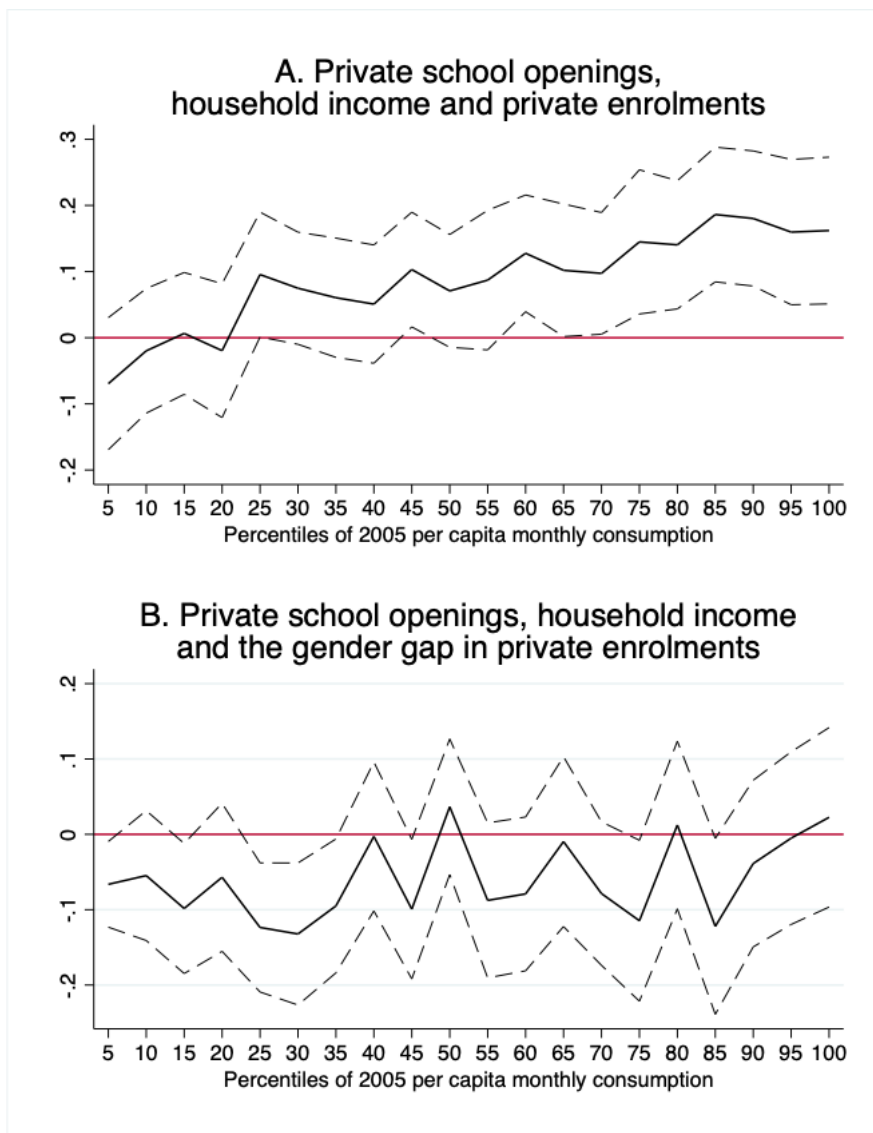 A. Private school openings,
household income and private enrolments
.3
.2
.1
0
-.1
-.2
5 10 15 20 25 30 35 40 45 50 55 60 65 70 75 80 85 90 95 100
Percentiles of 2005 per capita monthly consumption
B. Private school openings, household income
and the gender gap in private enrolments
.2
.1
0
-.1
-.2
5 10 15 20 25 30 35 40 45 50 55 60 65 70 75 80 85 90 95 100
Percentiles of 2005 per capita monthly consumption